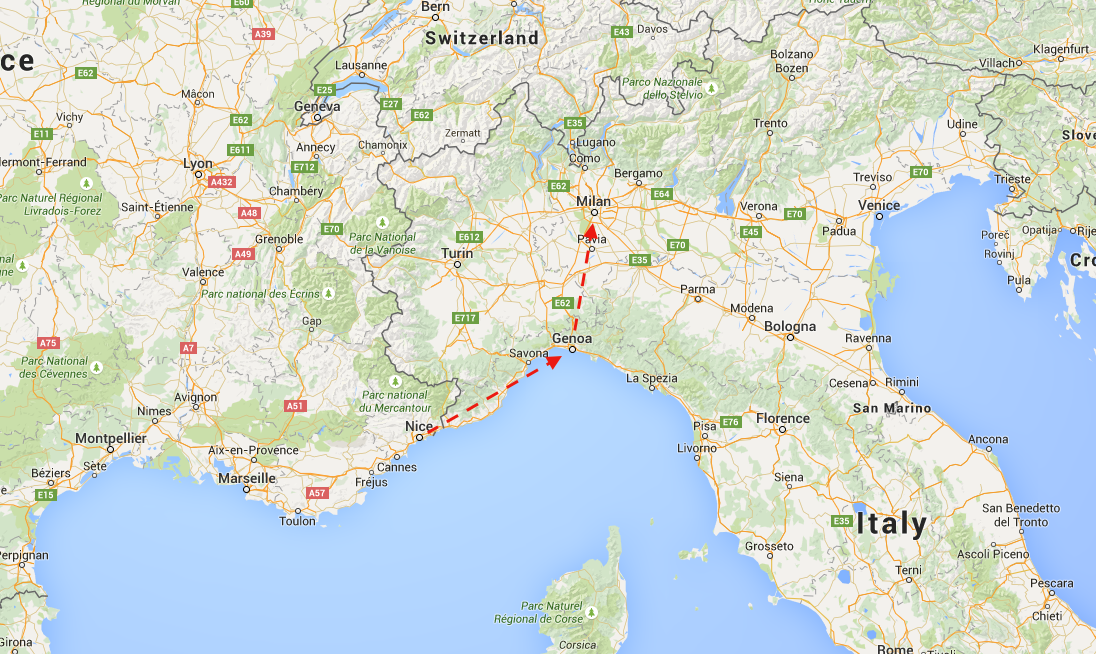 Régional du Morvan
E60
Bern
Davos
E43
Switzerland
A39
Bolzano
Bozen
Klagenfurt
Villach
ce
E62
Lausanne
Parco Nazionale
dello Stelvio
Mâcon
E25
Geneva
E27
E62
Vichy
E62
E35
Trento
Udine
E11
E611
Annecy
Chamonix
Zermatt
Lugano
Como
Slove
lermont-Ferrand
Lyon
E712
Bergamo
Treviso
E70
Trieste
A432
Chambéry
E62
E64
Parc Naturel Régional
Livradois-Forez
Saint-Étienne
A48
Milan
Verona
E70
Venice
E70
Parc National
de la Vanoise
E612
Pavia
E70
E45
Padua
Poreč
Opatija
Rije
Grenoble
A49
Turin
E35
Rovinj
Cro
Valence
Parc national des Écrins
Parma
Pula
Gap
E717
E62
Modena
Bologna
A75
A7
Genoa
Ravenna
Parc National
des Cévennes
Savona
La Spezia
Cesena
Rimini
Avignon
A51
Parc national
du Mercantour
San Marino
Nimes
Nice
Pisa
E76
Florence
Montpellier
Aix-en-Provence
Livorno
Ancona
Béziers
Sète
Marseille
Cannes
Fréjus
Siena
E15
A57
Toulon
E35
Italy
San Benedetto
del Tronto
Perpignan
Grosseto
Ascoli Piceno
Terni
Pescara
Parc Naturel
Régional de Corse
Chieti
Girona
Corsica
Rome
Tivoli